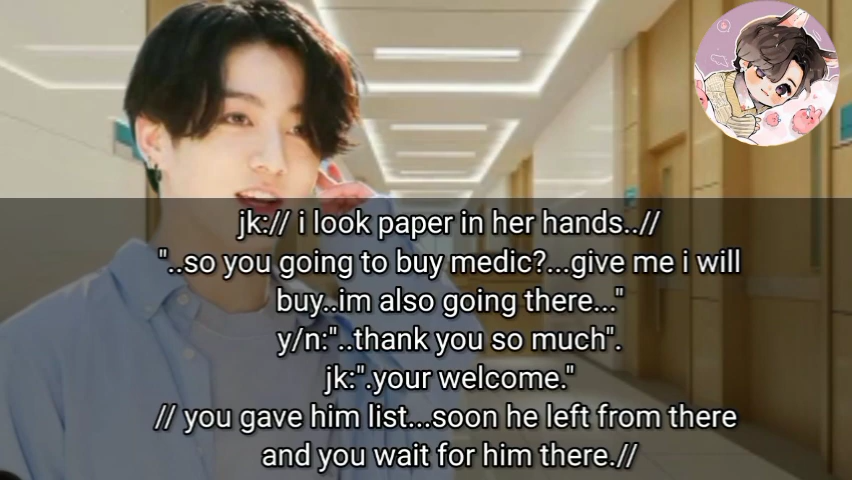 jk:// i look paper in her hands..//
"..so you going to buy medic?...give me i will
buy..im also going there..."
y/n:"..thank you so much".
jk:".your welcome."
// you gave him list...soon he left from there
and you wait for him there.//